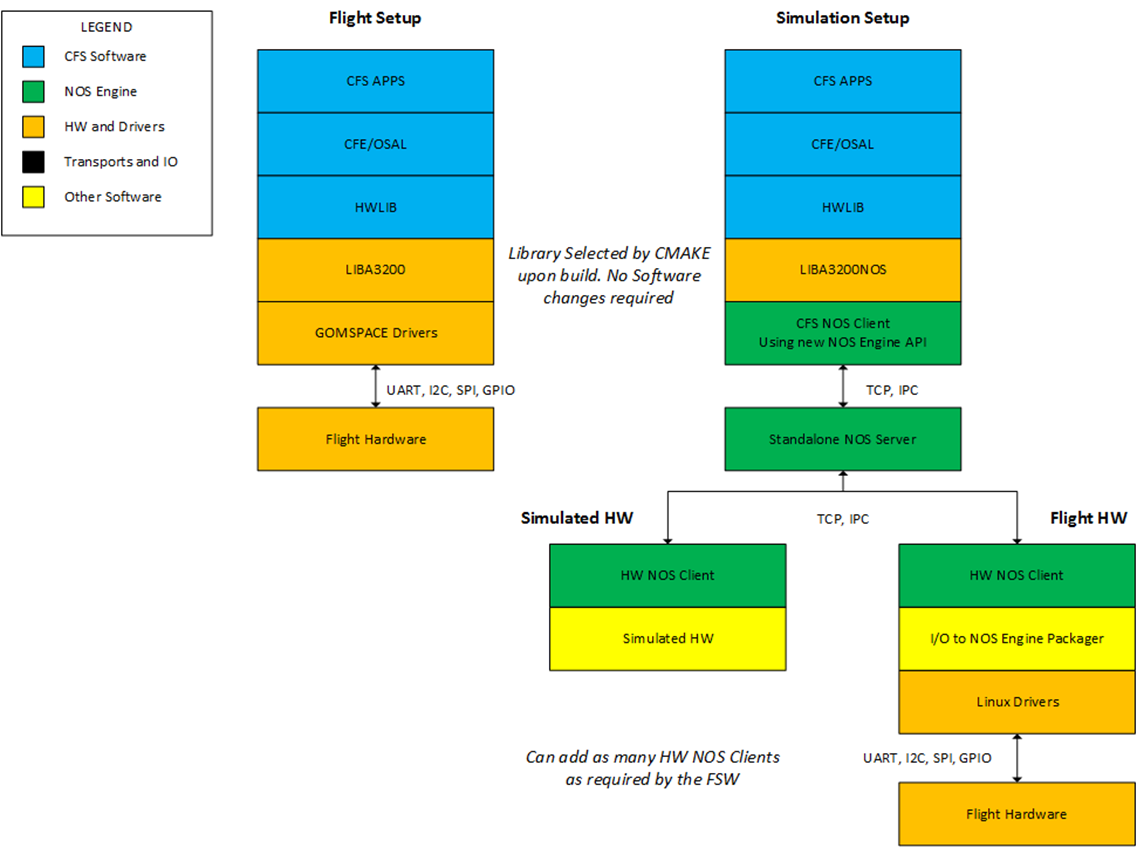 LEGEND
CFS Software
NOS Engine
HW and Drivers
Transports and IO
Other Software
Flight Setup
CFS APPS
CFE/OSAL
HWLIB
LIBA3200
GOMSPACE Drivers
UART, I2C, SPI, GPIO
Flight Hardware
Library Selected by CMAKE
upon build. No Software
changes required
Simulation Setup
CFS APPS
CFE/OSAL
HWLIB
LIBA3200NOS
CFS NOS Client
Using new NOS Engine API
TCP, IPC
Standalone NOS Server
TCP, IPC
Simulated HW
HW NOS Client
Simulated HW
Flight HW
HW NOS Client
I/O to NOS Engine Packager
Linux Drivers
UART, I2C, SPI, GPIO
Flight Hardware
Can add as many HW NOS Clients
as required by the FSW